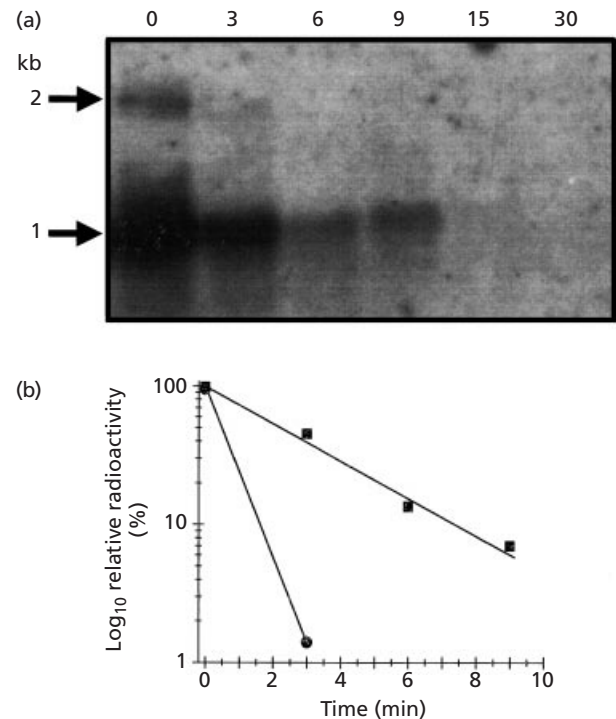 (a) 0 3 6 9 15 30
kb
2
1
(b)
Log10 relative radioactivity
(%)
100
10
1
0 2 4 6 8 10
Time (min)